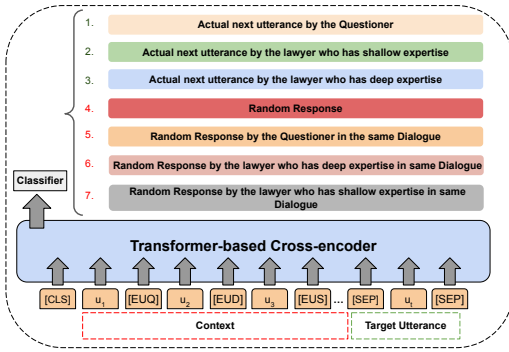 1. Actual next utterance by the Questioner
2. Actual next utterance by the lawyer who has shallow expertise
3. Actual next utterance by the lawyer who has deep expertise
4. Random Response
5. Random Response by the Questioner in the same Dialogue
6. Random Response by the lawyer who has deep expertise in same Dialogue
7. Random Response by the lawyer who has shallow expertise in same
Dialogue
Classifier
Transformer-based Cross-encoder
[CLS] u1 [EUQ] u2 [EUD] u3 [EUS] ... [SEP] ut [SEP]
Context Target Utterance